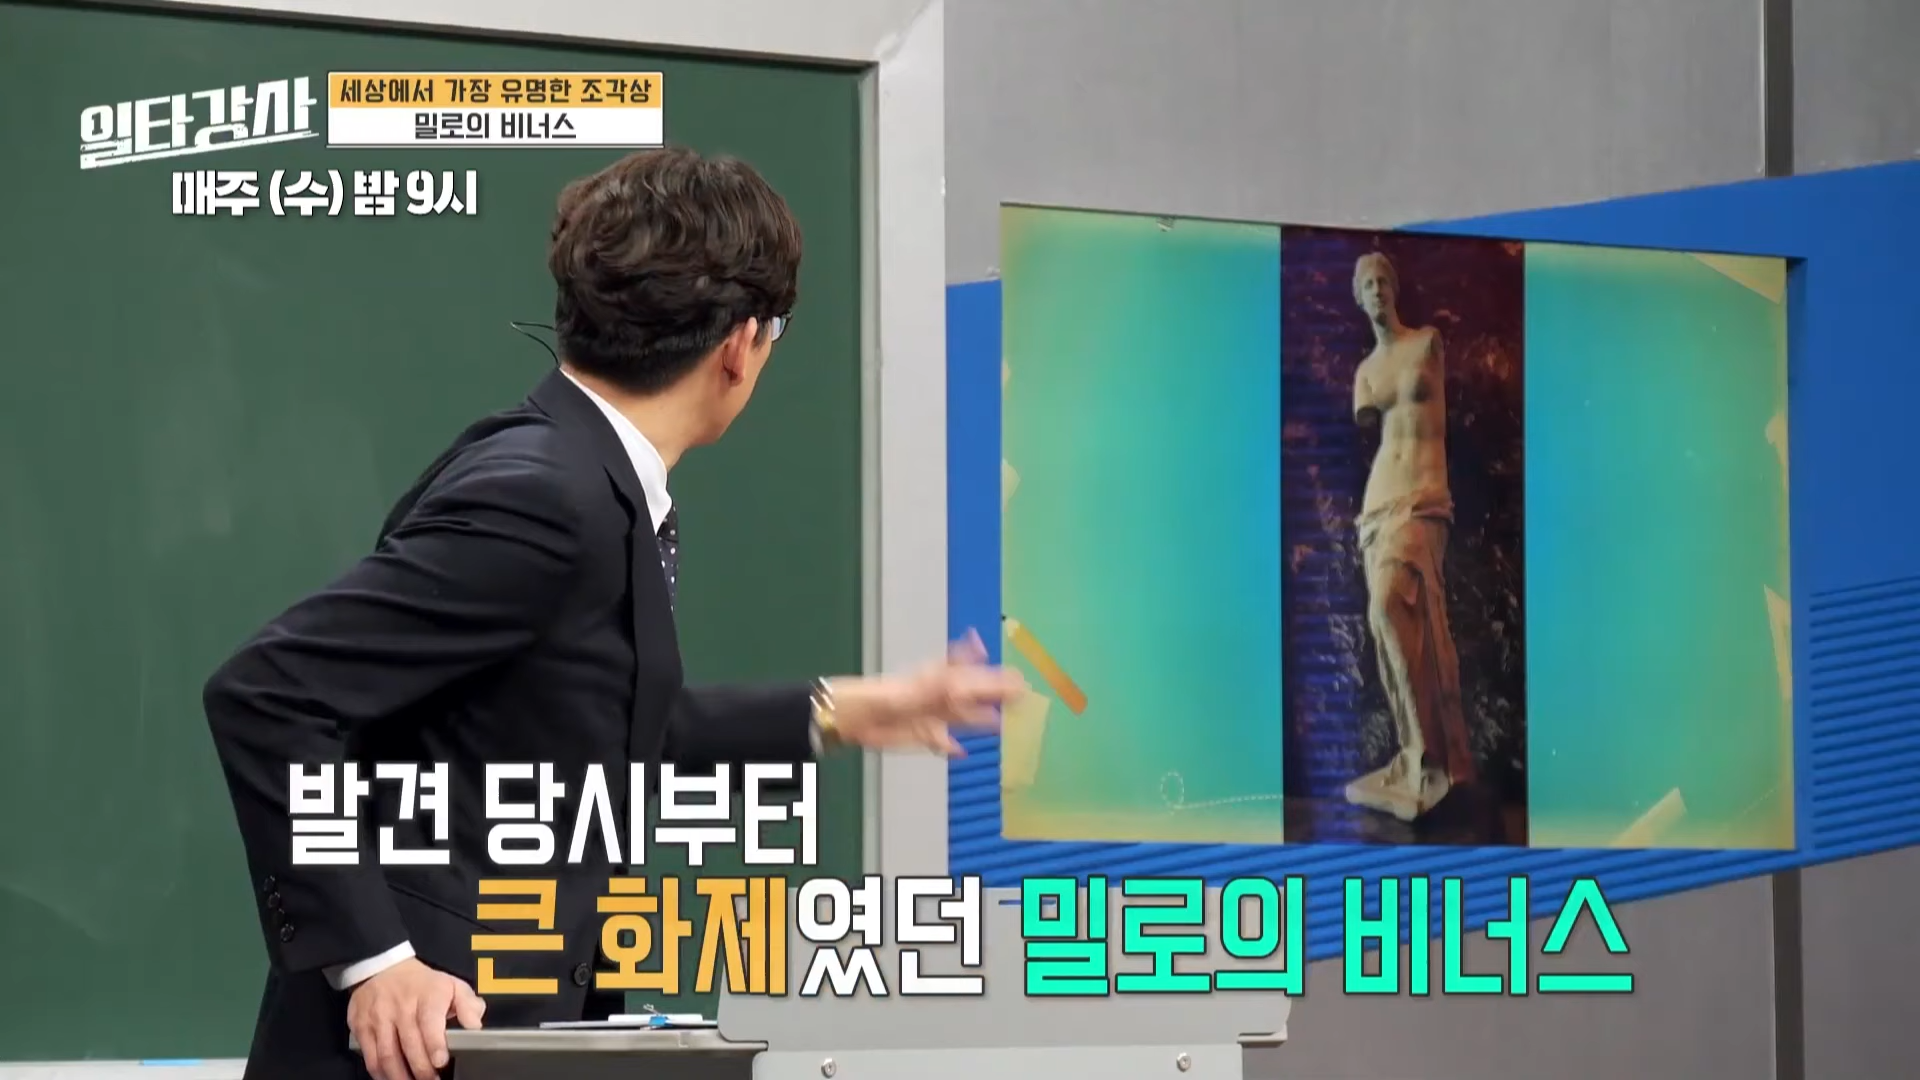 일타강사
세상에서 가장 유명한 조각상
밀로의 비너스
매주 (수) 밤 9시
발견 당시부터
큰 화제였던 밀로의 비너스